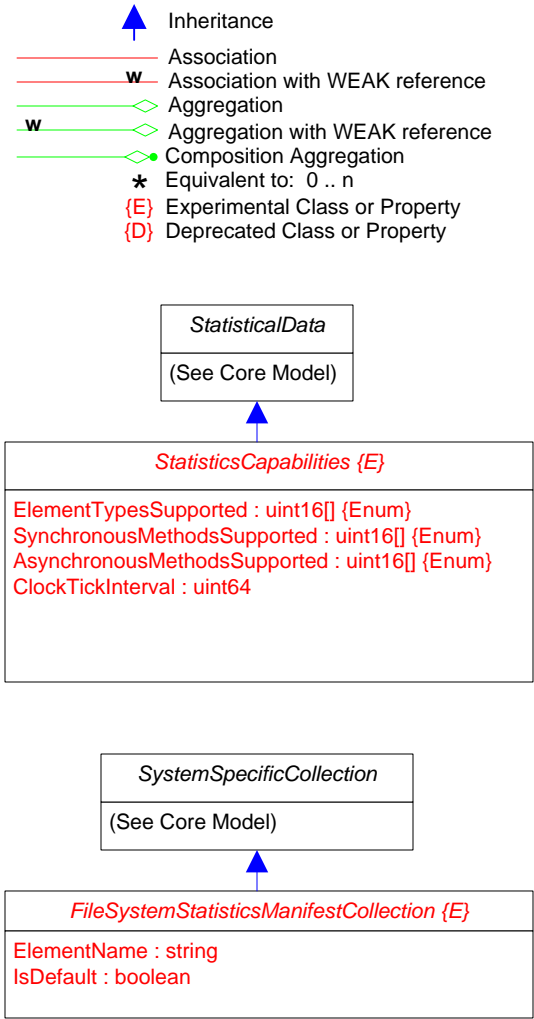 Inheritance
Association
w Association with WEAK reference
Aggregation
w Aggregation with WEAK reference
Composition Aggregation
* Equivalent to: 0 .. n
{E} Experimental Class or Property
{D} Deprecated Class or Property
StatisticalData
(See Core Model)
StatisticsCapabilities {E}
ElementTypesSupported : uint16[] {Enum}
SynchronousMethodsSupported : uint16[] {Enum}
AsynchronousMethodsSupported : uint16[] {Enum}
ClockTickInterval : uint64
SystemSpecificCollection
(See Core Model)
FileSystemStatisticsManifestCollection {E}
ElementName : string
IsDefault : boolean